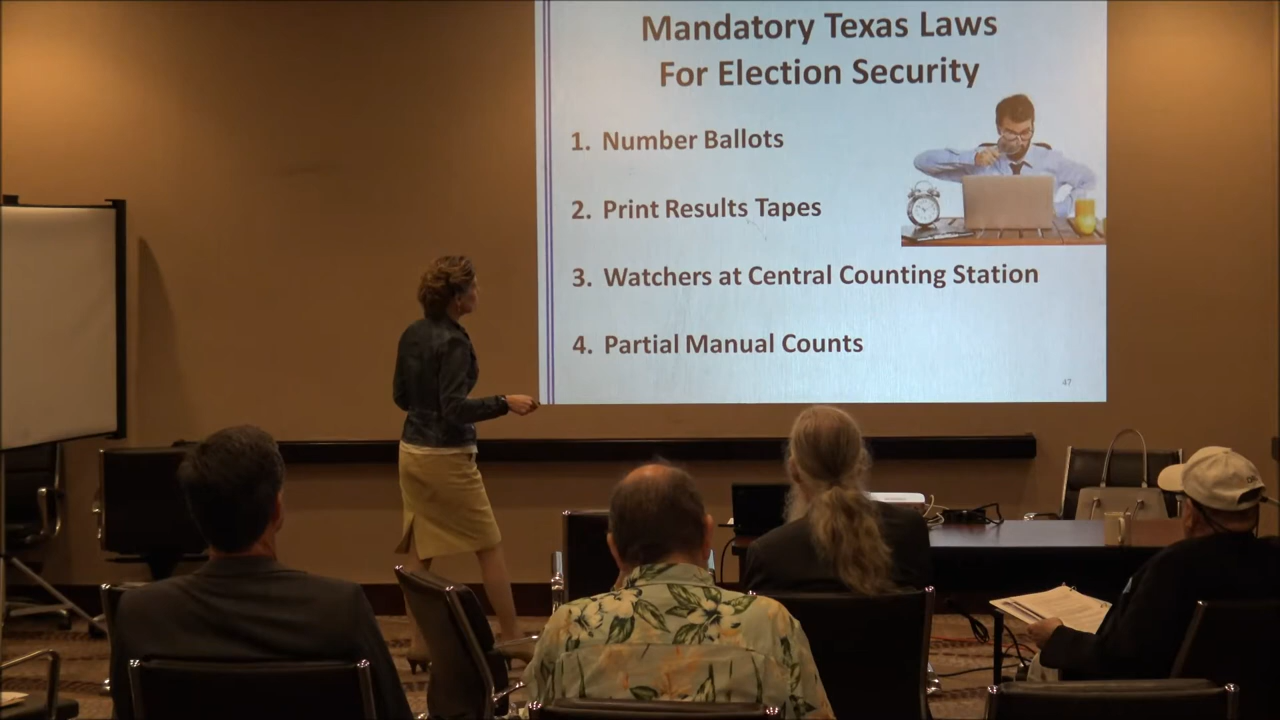 Mandatory Texas Laws
For Election Security
1. Number Ballots
2. Print Results Tapes
3. Watchers at Central Counting Station
4. Partial Manual Counts
47